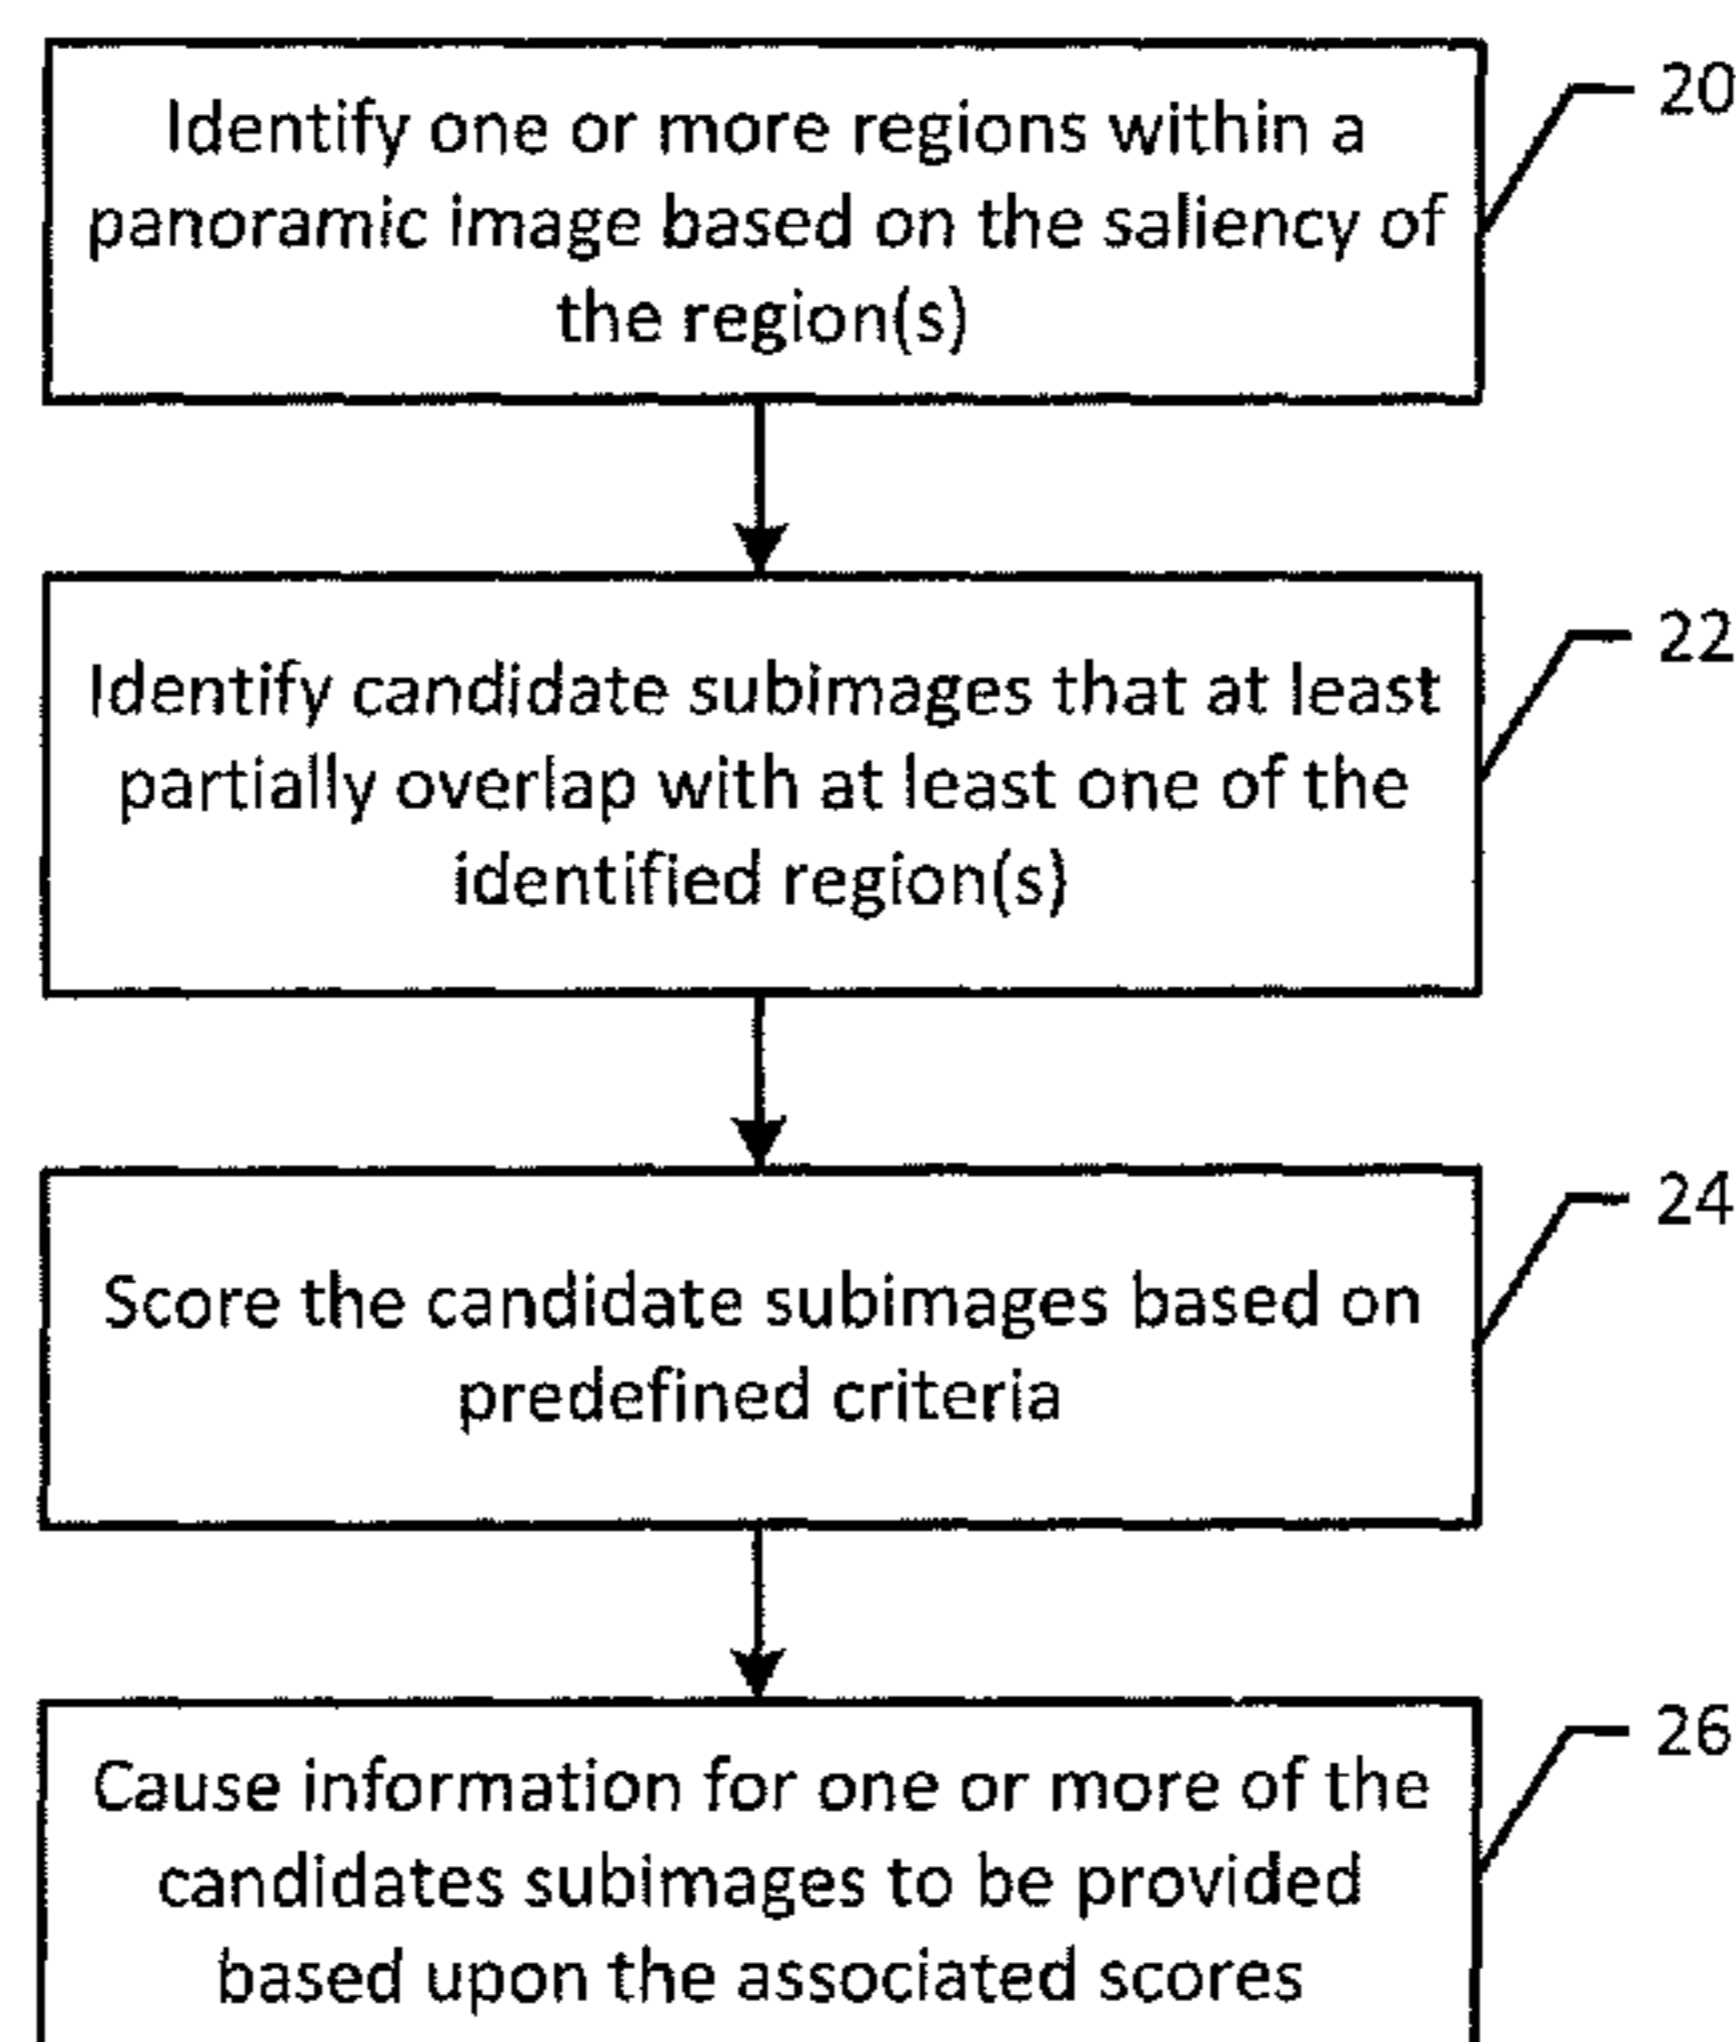 Identify one or more regions within a
panoramic image based on the saliency of
the region(s)
20
Identify candidate subimages that at least
partially overlap with at least one of the
identified region(s)
22
Score the candidate subimages based on
predefined criteria
24
Cause information for one or more of the
candidates subimages to be provided
based upon the associated scores
26